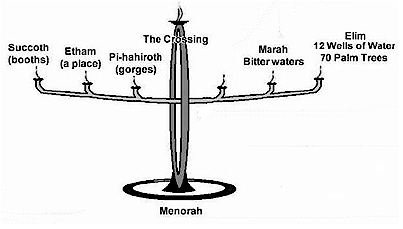 The Crossing
Succoth
(booths)
Etham
(a place)
Pi-hahiroth
(gorges)
Marah
Bitter waters
Elim
12 Wells of Water
70 Palm Trees
Menorah